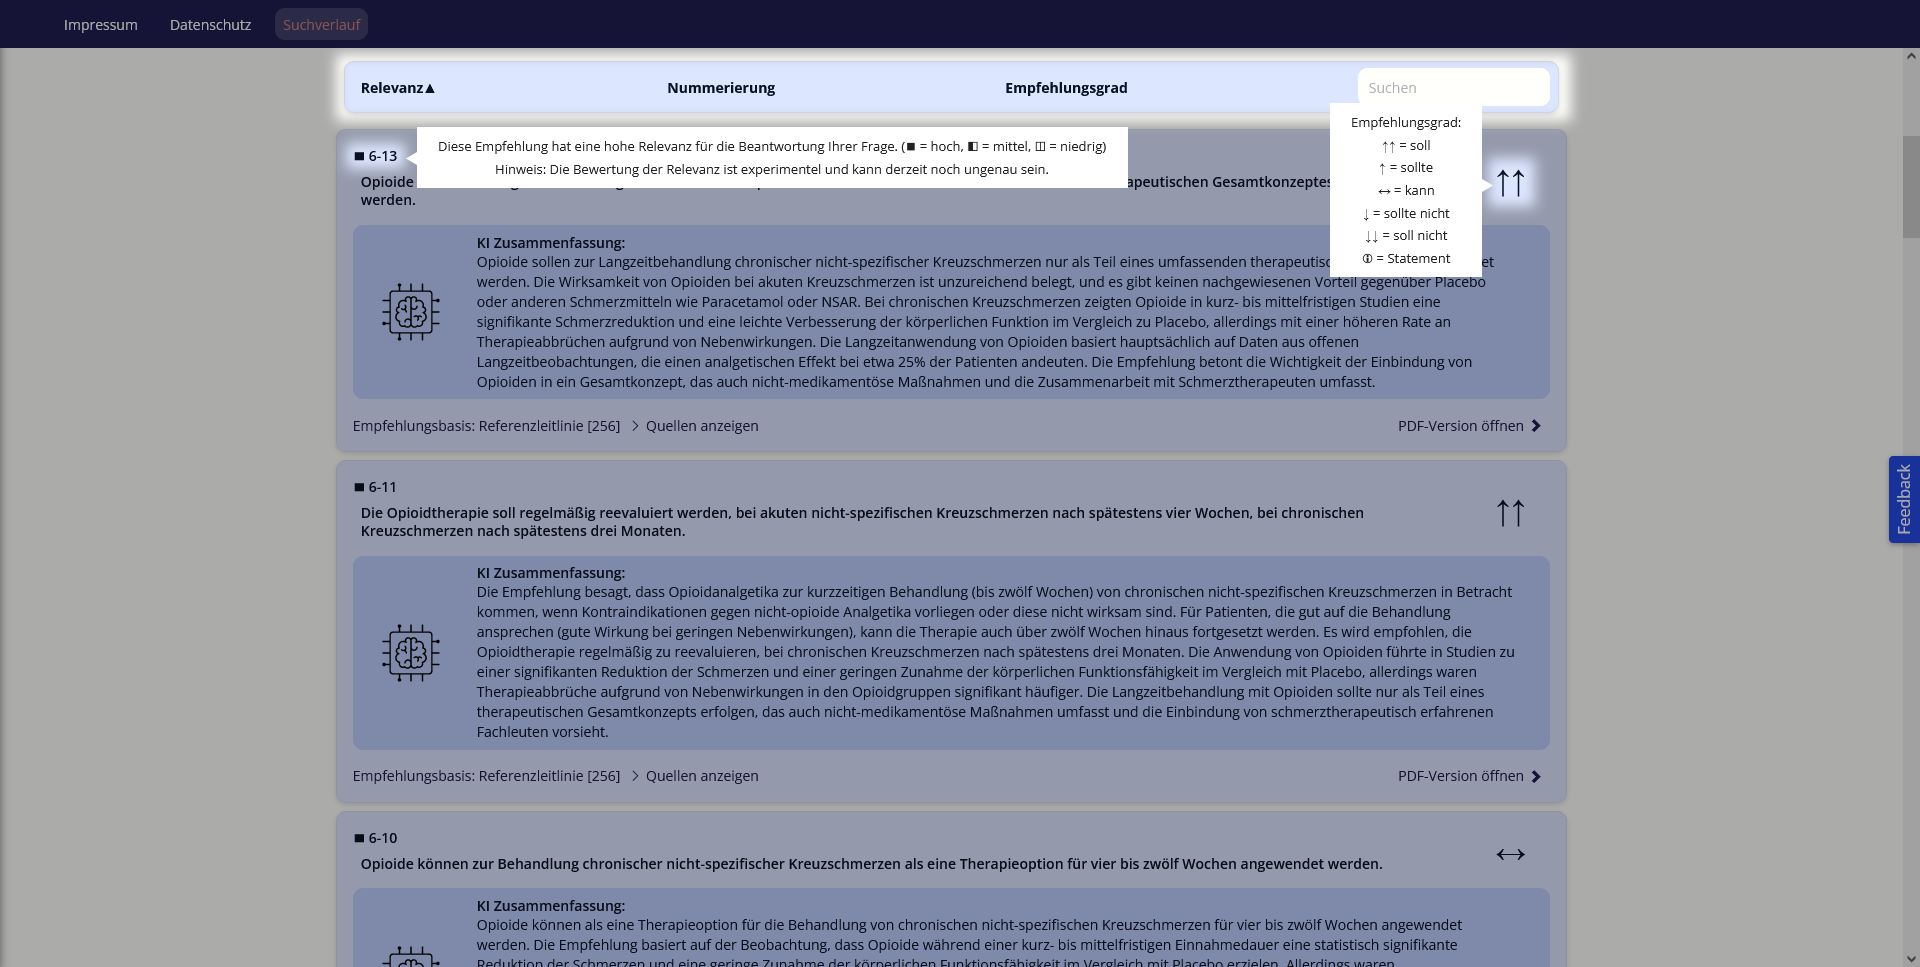 Impressum Datenschutz Suchverlauf
Relevanz▲ Nummerierung Empfehlungsgrad Suchen
■ 6-13
Diese Empfehlung hat eine hohe Relevanz für die Beantwortung Ihrer Frage. (■ = hoch, ◧ = mittel, ◫ = niedrig)
Hinweis: Die Bewertung der Relevanz ist experimentel und kann derzeit noch ungenau sein.
Empfehlungsgrad:
↑↑ = soll
↑ = sollte
↔ = kann
↓ = sollte nicht
↓↓ = soll nicht
🛈 = Statement
↑↑
Opioide
werden.
KI Zusammenfassung:
Opioide sollen zur Langzeitbehandlung chronischer nicht-spezifischer Kreuzschmerzen nur als Teil eines umfassenden
werden. Die Wirksamkeit von Opioiden bei akuten Kreuzschmerzen ist unzureichend belegt, und es gibt keinen nachgewiesenen Vorteil gegenüber Placebo
oder anderen Schmerzmitteln wie Paracetamol oder NSAR. Bei chronischen Kreuzschmerzen zeigten Opioide in kurz- bis mittelfristigen Studien eine
signifikante Schmerzreduktion und eine leichte Verbesserung der körperlichen Funktion im Vergleich zu Placebo, allerdings mit einer höheren Rate an
Therapieabbrüchen aufgrund von Nebenwirkungen. Die Langzeitanwendung von Opioiden basiert hauptsächlich auf Daten aus offenen
Langzeitbeobachtungen, die einen analgetischen Effekt bei etwa 25% der Patienten andeuten. Die Empfehlung betont die Wichtigkeit der Einbindung von
Opioiden in ein Gesamtkonzept, das auch nicht-medikamentöse Maßnahmen und die Zusammenarbeit mit Schmerztherapeuten umfasst.
Empfehlungsbasis: Referenzleitlinie [256] > Quellen anzeigen PDF-Version öffnen
■ 6-11
Die Opioidtherapie soll regelmäßig reevaluiert werden, bei akuten nicht-spezifischen Kreuzschmerzen nach spätestens vier Wochen, bei chronischen
Kreuzschmerzen nach spätestens drei Monaten.
↑↑
KI Zusammenfassung:
Die Empfehlung besagt, dass Opioidanalgetika zur kurzzeitigen Behandlung (bis zwölf Wochen) von chronischen nicht-spezifischen Kreuzschmerzen in Betracht
kommen, wenn Kontraindikationen gegen nicht-opioide Analgetika vorliegen oder diese nicht wirksam sind. Für Patienten, die gut auf die Behandlung
ansprechen (gute Wirkung bei geringen Nebenwirkungen), kann die Therapie auch über zwölf Wochen hinaus fortgesetzt werden. Es wird empfohlen, die
Opioidtherapie regelmäßig zu reevaluieren, bei chronischen Kreuzschmerzen nach spätestens drei Monaten. Die Anwendung von Opioiden führte in Studien zu
einer signifikanten Reduktion der Schmerzen und einer geringen Zunahme der körperlichen Funktionsfähigkeit im Vergleich mit Placebo, allerdings waren
Therapieabbrüche aufgrund von Nebenwirkungen in den Opioidgruppen signifikant häufiger. Die Langzeitbehandlung mit Opioiden sollte nur als Teil eines
therapeutischen Gesamtkonzepts erfolgen, das auch nicht-medikamentöse Maßnahmen umfasst und die Einbindung von schmerztherapeutisch erfahrenen
Fachleuten vorsieht.
Empfehlungsbasis: Referenzleitlinie [256] > Quellen anzeigen PDF-Version öffnen
Feedback
■ 6-10
Opioide können zur Behandlung chronischer nicht-spezifischer Kreuzschmerzen als eine Therapieoption für vier bis zwölf Wochen angewendet werden.
↔
KI Zusammenfassung:
Opioide können als eine Therapieoption für die Behandlung von chronischen nicht-spezifischen Kreuzschmerzen für vier bis zwölf Wochen angewendet
werden. Die Empfehlung basiert auf der Beobachtung, dass Opioide während einer kurz- bis mittelfristigen Einnahmedauer eine statistisch signifikante
Reduktion der Schmerzen und eine geringe Zunahme der körperlichen Funktionsfähigkeit im Vergleich mit Placebo erzielen. Allerdings waren